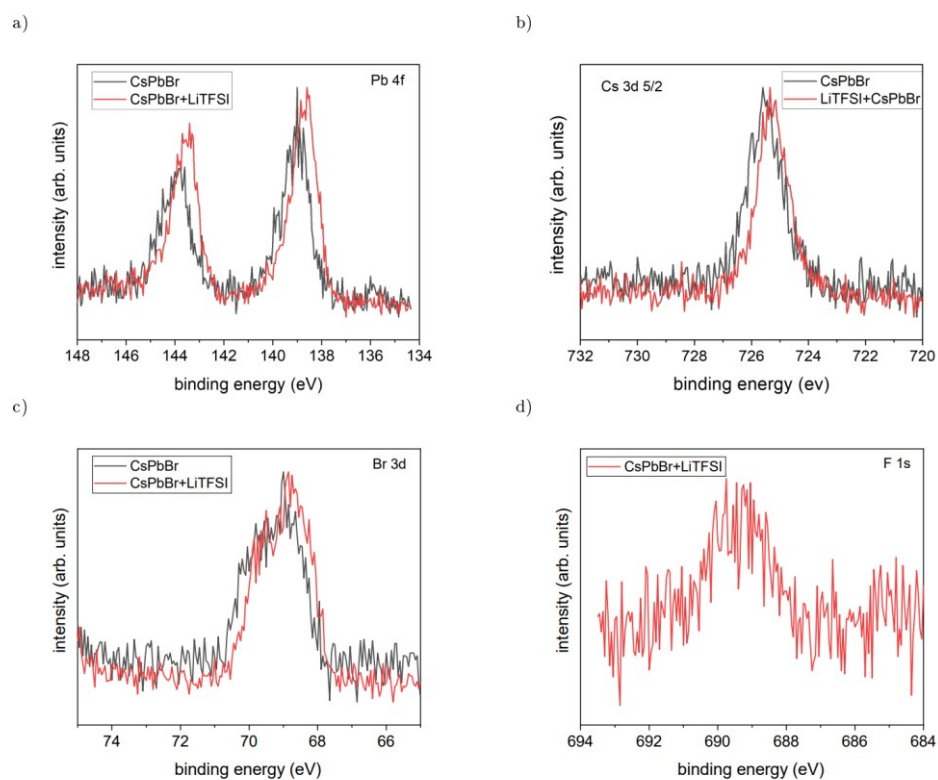 a)
CsPbBr
CsPbBr+LiTFSI
Pb 4f
intensity (arb. units)
148 146 144 142 140 138 136 134
binding energy (eV)
b)
Cs 3d 5/2
CsPbBr
LiTFSI+CsPbBr
intensity (arb. units)
732 730 728 726 724 722 720
binding energy (ev)
c)
CsPbBr
CsPbBr+LiTFSI
Br 3d
intensity (arb. units)
74 72 70 68 66
binding energy (eV)
d)
CsPbBr+LiTFSI
F 1s
intensity (arb. units)
694 692 690 688 686 684
binding energy (eV)